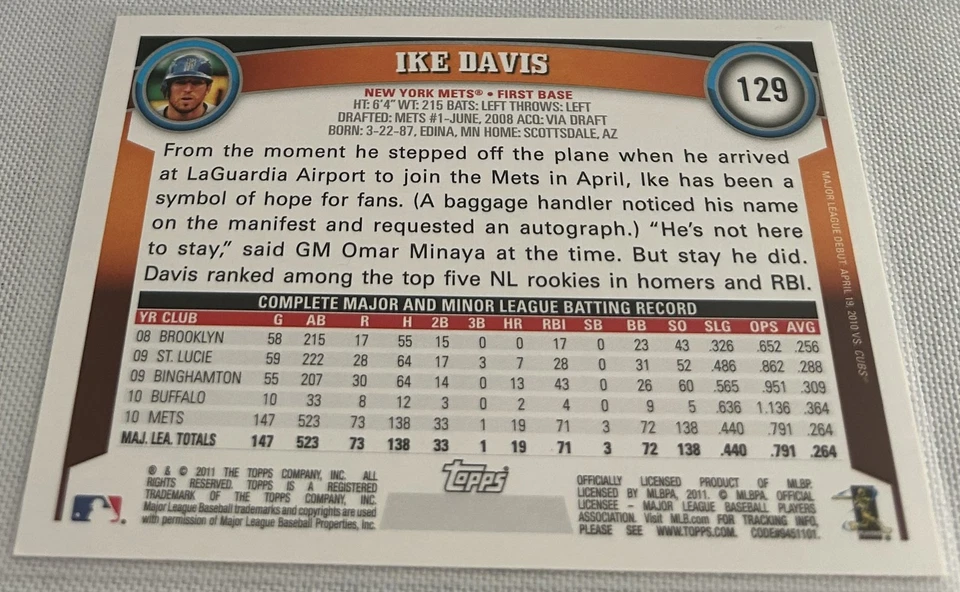 IKE DAVIS
129
NEW YORK METS® • FIRST BASE
HT: 6'4" WT: 215 BATS: LEFT THROWS: LEFT
DRAFTED: METS #1-JUNE, 2008 ACQ: VIA DRAFT
BORN: 3-22-87, EDINA, MN HOME: SCOTTSDALE, AZ
From the moment he stepped off the plane when he arrived
at LaGuardia Airport to join the Mets in April, Ike has been a
symbol of hope for fans. (A baggage handler noticed his name
on the manifest and requested an autograph.) “He's not here
to stay,” said GM Omar Minaya at the time. But stay he did.
Davis ranked among the top five NL rookies in homers and RBI.
MAJOR LEAGUE DEBUT: APRIL 19, 2010 VS. CUBS®
COMPLETE MAJOR AND MINOR LEAGUE BATTING RECORD
YR CLUB G AB R H 2B 3B HR RBI SB BB SO SLG OPS AVG
08 BROOKLYN 58 215 17 55 15 0 0 17 0 23 43 .326 .652 .256
09 ST. LUCIE 59 222 28 64 17 3 7 28 0 31 52 .486 .862 .288
09 BINGHAMTON 55 207 30 64 14 0 13 43 0 26 60 .565 .951 .309
10 BUFFALO 10 33 8 12 3 0 2 4 0 9 5 .636 1.136 .364
10 METS 147 523 73 138 33 1 19 71 3 72 138 .440 .791 .264
MAJ. LEA. TOTALS 147 523 73 138 33 1 19 71 3 72 138 .440 .791 .264
® & © 2011 THE TOPPS COMPANY, INC. ALL
RIGHTS RESERVED. TOPPS IS A REGISTERED
TRADEMARK OF THE TOPPS COMPANY, INC.
Major League Baseball trademarks and copyrights are used
with permission of Major League Baseball Properties, Inc.
Topps
OFFICIALLY LICENSED PRODUCT OF MLBP.
LICENSED BY MLBPA, 2011. © MLBPA. OFFICIAL
LICENSEE – MAJOR LEAGUE BASEBALL PLAYERS
ASSOCIATION. Visit MLB.com FOR TRACKING INFO,
PLEASE SEE WWW.TOPPS.COM. CODE#9451101.